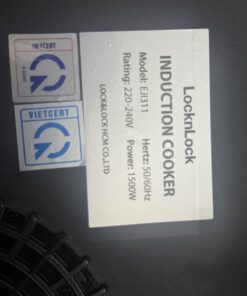 LocknLock
INDUCTION COOKER
Model: EJI311 Hertz: 50/60Hz
Rating: 220-240V Power: 1500W
LOCK&LOCK HCM CO.,LTD
VIETCERT
VIETCERT